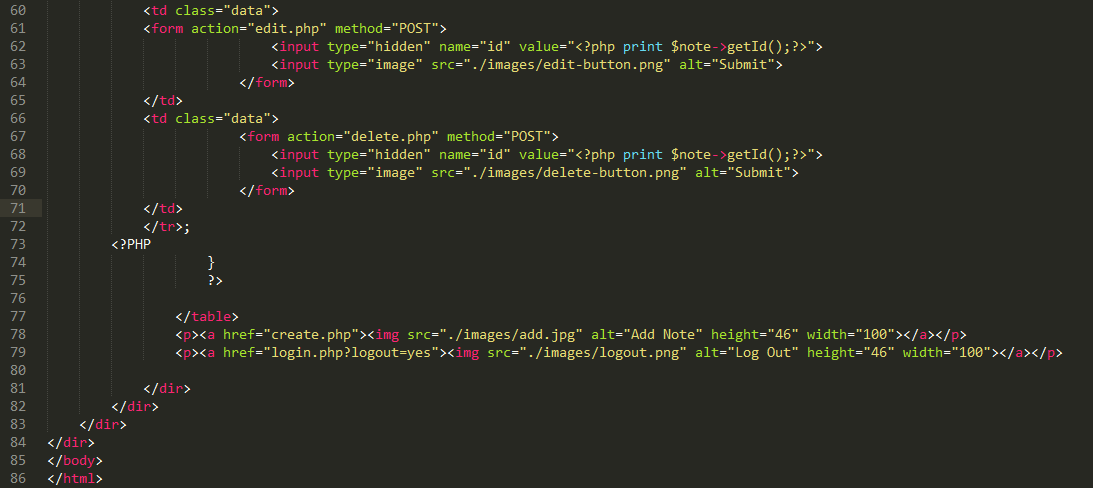 60 <td class="data">
61 <form action="edit.php" method="POST">
62 <input type="hidden" name="id" value="<?php print $note->getId();?>">
63 <input type="image" src="./images/edit-button.png" alt="Submit">
64 </form>
65 </td>
66 <td class="data">
67 <form action="delete.php" method="POST">
68 <input type="hidden" name="id" value="<?php print $note->getId();?>">
69 <input type="image" src="./images/delete-button.png" alt="Submit">
70 </form>
71 </td>
72 </tr>;
73 <?PHP
74 }
75 ?>
76
77 </table>
78 <p><a href="create.php"><img src="./images/add.jpg" alt="Add Note" height="46" width="100"></a></p>
79 <p><a href="login.php?logout=yes"><img src="./images/logout.png" alt="Log Out" height="46" width="100"></a></p>
80
81 </dir>
82 </dir>
83 </dir>
84 </dir>
85 </body>
86 </html>